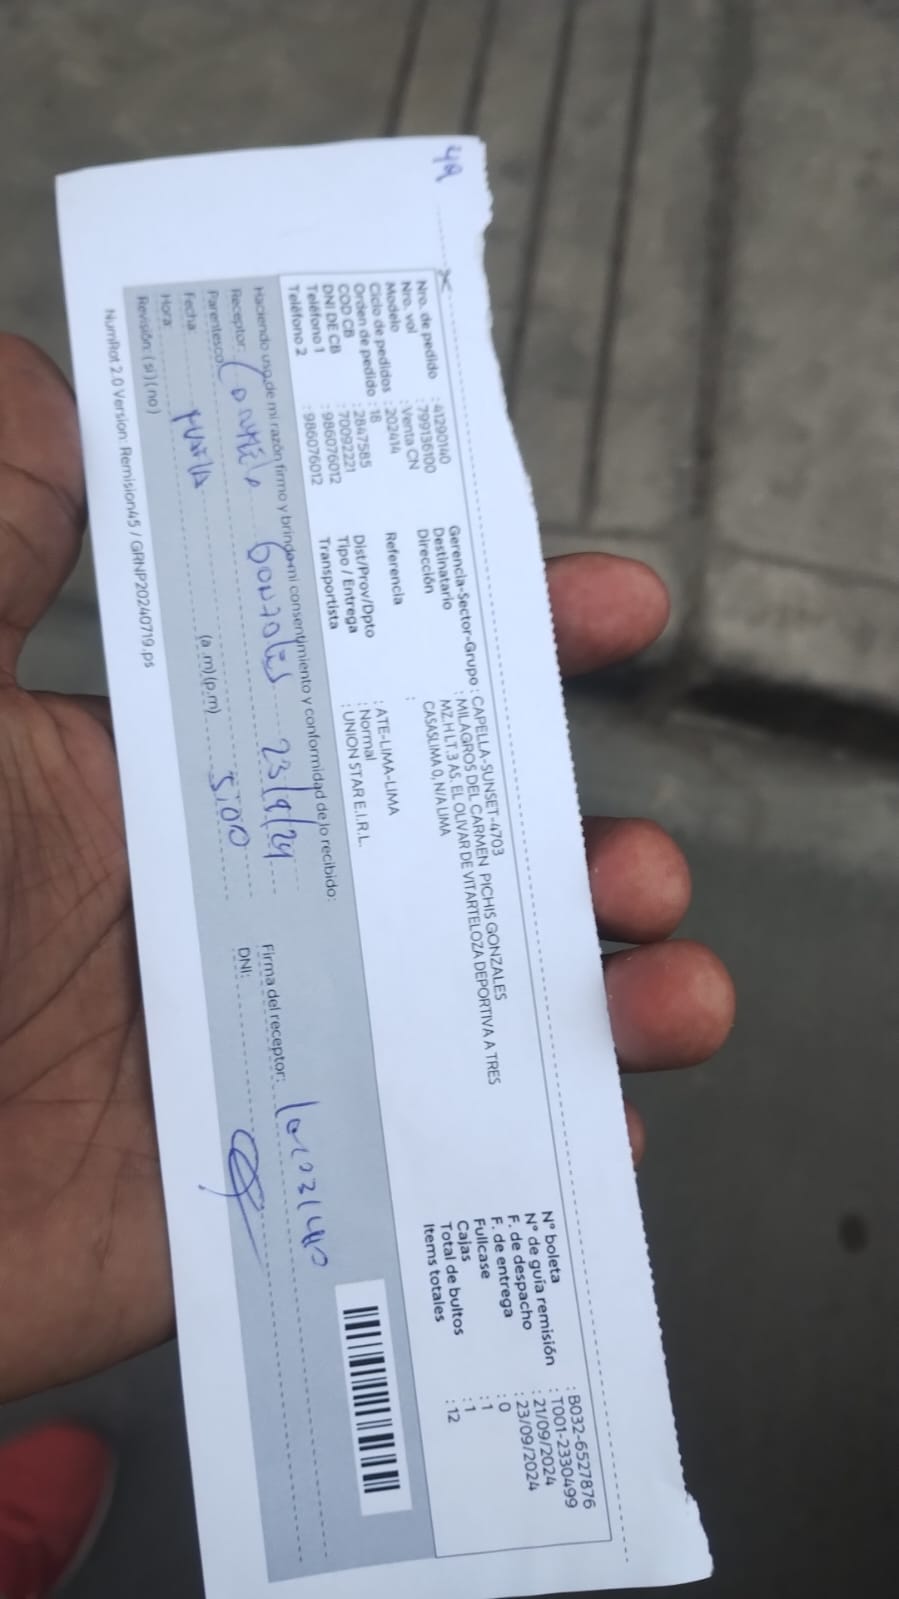 49
Nro. de pedido : 41290140
Nro. vol : 799136100
Modelo : Venta CN
Ciclo de pedidos : 202414
Orden de pedido : 18
COD CB : 2847585
DNI DE CB : 70092221
Teléfono 1 : 986076012
Teléfono 2 : 986076012
Gerencia-Sector-Grupo : CAPELLA-SUNSET-4703
Destinatario : MILAGROS DEL CARMEN PICHIS GONZALES
Dirección : MZ.H LT.3 AS. EL OLIVAR DE VITARTELOZA DEPORTIVA A TRES
CASASLIMA 0, N/A LIMA
Referencia :
Dist/Prov/Dpto : ATE-LIMA-LIMA
Tipo / Entrega : Normal
Transportista : UNION STAR E.I.R.L.
N° boleta : B032-6527876
N° de guía remisión : T001-2330499
F. de despacho : 21/09/2024
F. de entrega : 23/09/2024
Fullcase : 0
Cajas : 1
Total de bultos : 1
Items totales : 12
Haciendo uso de mi razón firmo y brindo mi consentimiento y conformidad de lo recibido:
Receptor: Gonzales
Parentesco:
Fecha: 23/9/24
Hora: (a.m)(p.m) 5:00
Revisión: (si) (no)
Firma del receptor:
DNI:
NumRot 2.0 Version: Remision45 / GRNP20240719.ps